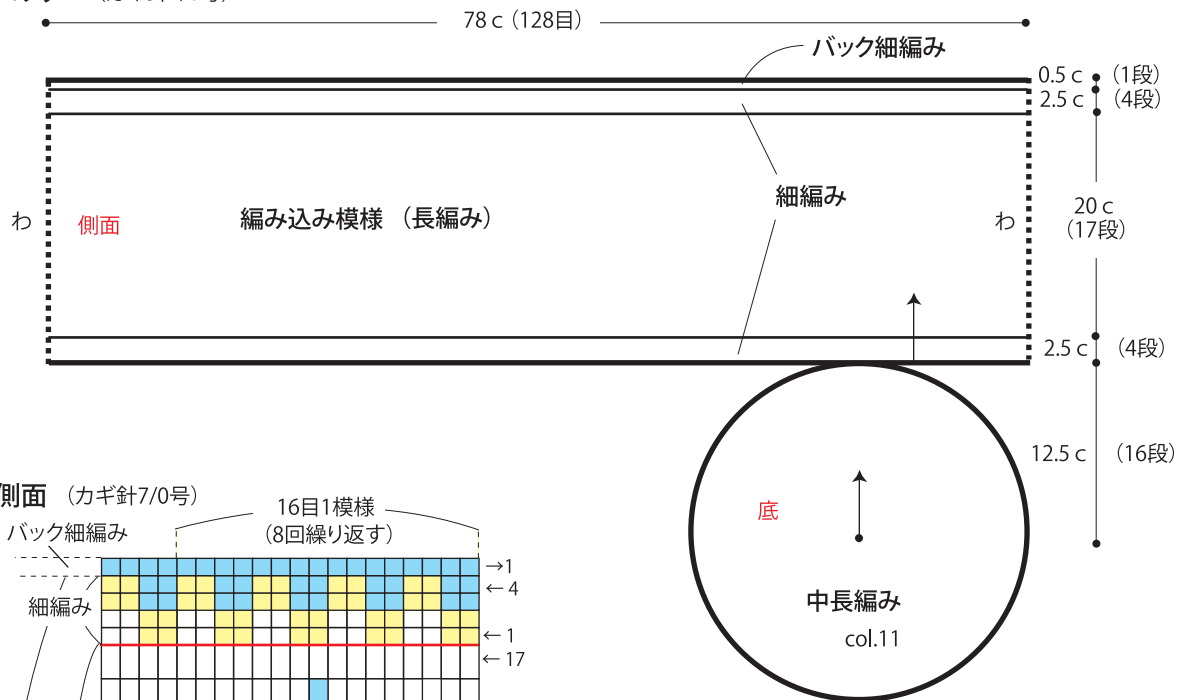 78 c (128目)
バック細編み
0.5 c (1段)
2.5 c (4段)
細編み
わ
側面
編み込み模様 (長編み)
わ
20 c
(17段)
2.5 c (4段)
12.5 c (16段)
底
中長編み
col.11
側面 (カギ針7/0号)
16目1模様
(8回繰り返す)
バック細編み
→1
←4
細編み
←1
←17